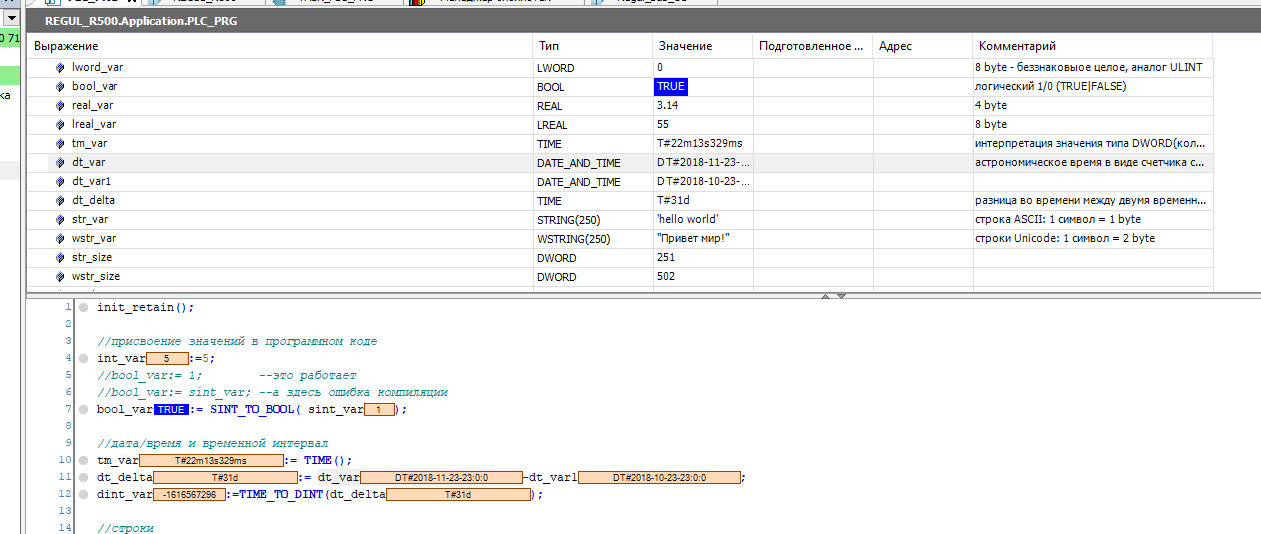 REGUL_R500.Application.PLC_PRG
Выражение Тип Значение Подготовленное ... Адрес Комментарий
lword_var LWORD 0 8 byte - беззнаковыое целое, аналог ULINT
bool_var BOOL TRUE логический 1/0 (TRUE|FALSE)
real_var REAL 3.14 4 byte
lreal_var LREAL 55 8 byte
tm_var TIME T#22m13s329ms интерпретация значения типа DWORD(кол...
dt_var DATE_AND_TIME DT#2018-11-23-... астрономическое время в виде счетчика с...
dt_var1 DATE_AND_TIME DT#2018-10-23-...
dt_delta TIME T#31d разница во времени между двумя временн...
str_var STRING(250) 'hello world' строка ASCII: 1 символ = 1 byte
wstr_var WSTRING(250) "Привет мир!" строки Unicode: 1 символ = 2 byte
str_size DWORD 251
wstr_size DWORD 502
1 init_retain();
2
3 //присвоение значений в программном коде
4 int_var 5 :=5;
5 //bool_var:= 1; --это работает
6 //bool_var:= sint_var; --а здесь ошибка компиляции
7 bool_var TRUE := SINT_TO_BOOL( sint_var 1 );
8
9 //дата/время и временной интервал
10 tm_var T#22m13s329ms := TIME();
11 dt_delta T#31d := dt_var DT#2018-11-23-23:0:0 -dt_var1 DT#2018-10-23-23:0:0 ;
12 dint_var -1616567296 :=TIME_TO_DINT(dt_delta T#31d );
13
14 //строки